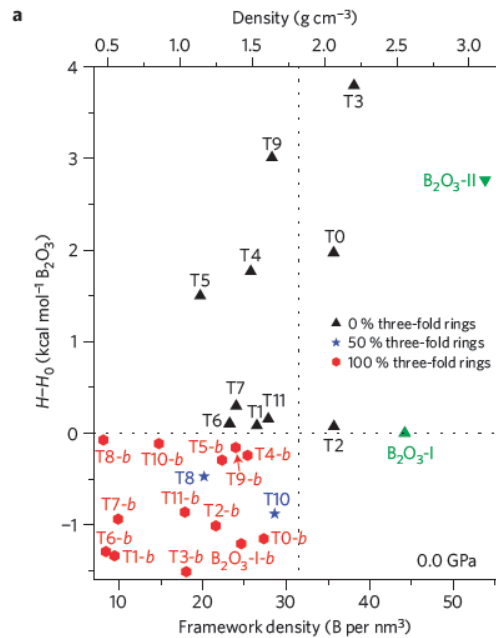 a
Density (g cm⁻³)
0.5 1.0 1.5 2.0 2.5 3.0
4
T3
T9
3
B₂O₃-II
H–H₀ (kcal mol⁻¹ B₂O₃)
T0
2
T4
T5
▲ 0 % three-fold rings
★ 50 % three-fold rings
1
100 % three-fold rings
T7
T6 T1 T11
0
T2
B₂O₃-I
T8-b T10-b T5-b T4-b
T8 T9-b
T7-b T11-b T2-b T10
−1
T6-b T1-b T3-b B₂O₃-I-b T0-b
0.0 GPa
10 20 30 40 50
Framework density (B per nm³)